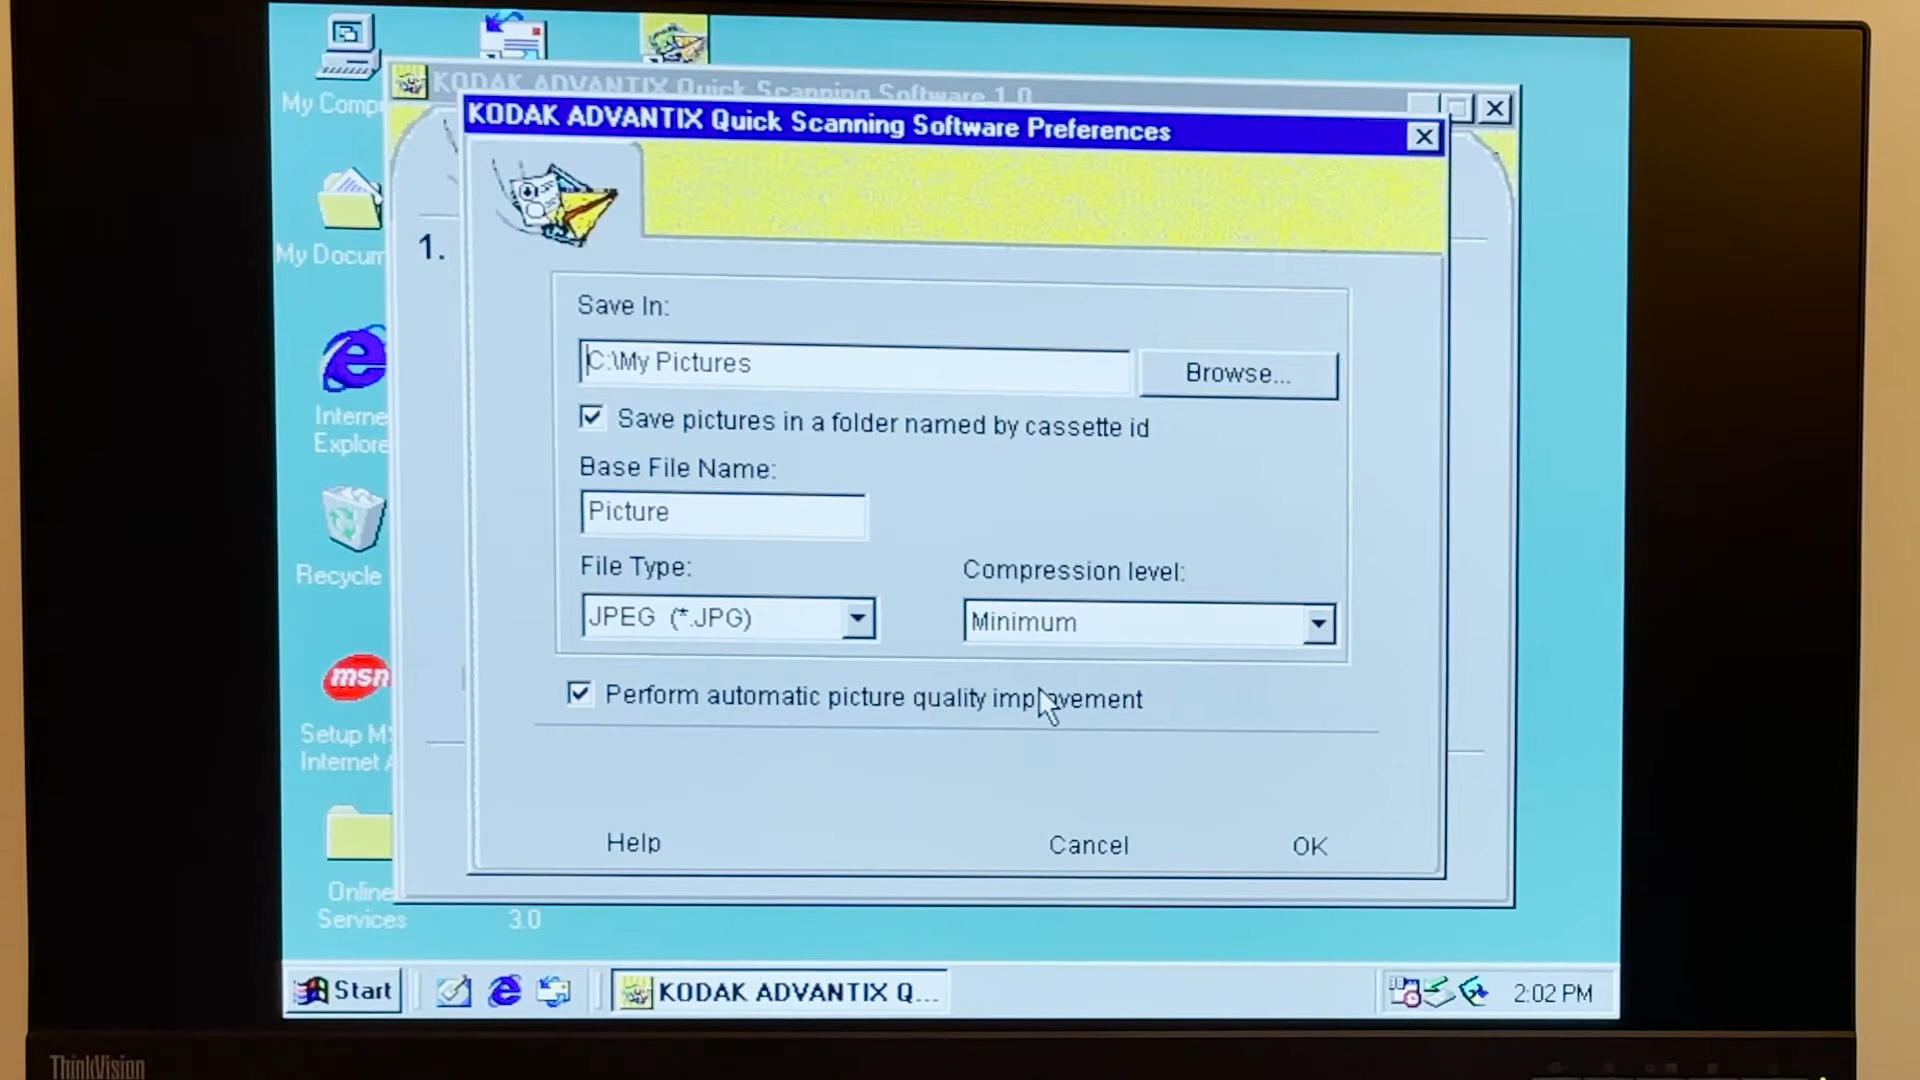 My Comp
KODAK ADVANTIX Quick Scanning Software 1.0
KODAK ADVANTIX Quick Scanning Software Preferences
My Docum
1.
Save In:
C:\My Pictures
Browse...
Save pictures in a folder named by cassette id
Interne
Explore
Base File Name:
Picture
Recycle
File Type:
Compression level:
JPEG (*.JPG)
Minimum
msn
Perform automatic picture quality improvement
Setup MS
Internet A
Help
Cancel
OK
Online
Services
3.0
Start
KODAK ADVANTIX Q...
2:02 PM
ThinkVision